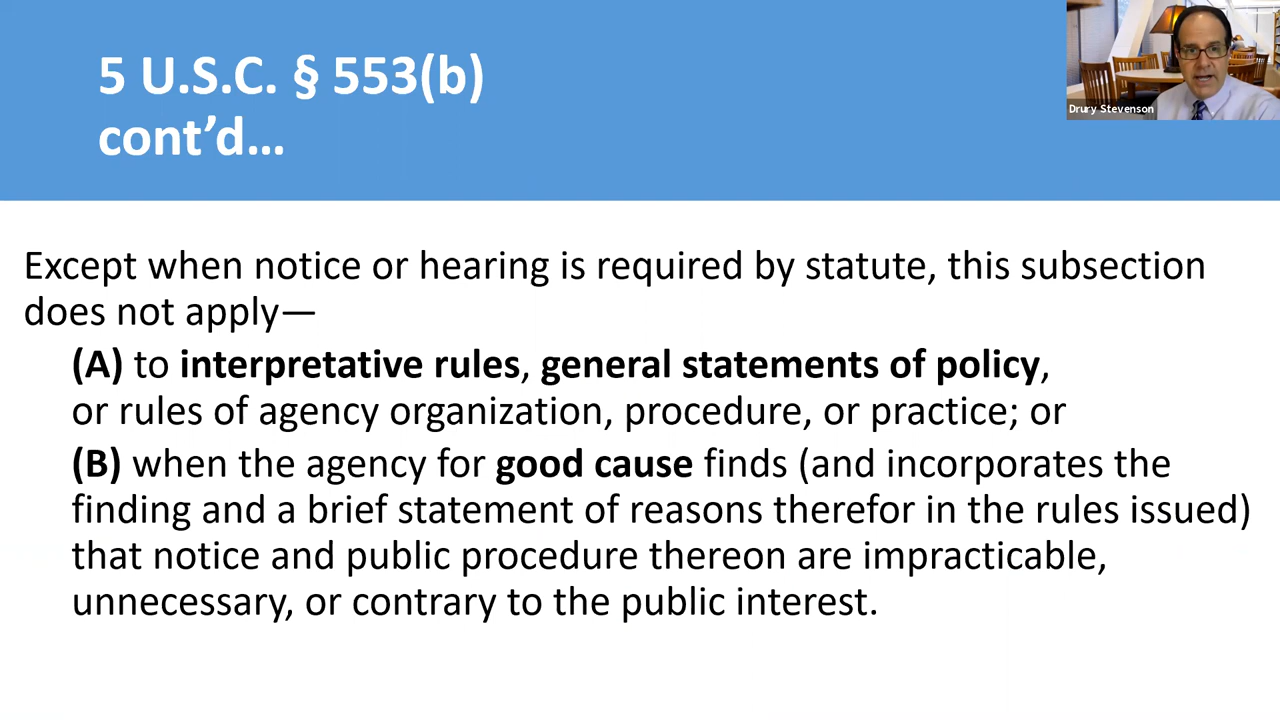 5 U.S.C. § 553(b)
cont’d…
Drury Stevenson
Except when notice or hearing is required by statute, this subsection
does not apply—
(A) to interpretative rules, general statements of policy,
or rules of agency organization, procedure, or practice; or
(B) when the agency for good cause finds (and incorporates the
finding and a brief statement of reasons therefor in the rules issued)
that notice and public procedure thereon are impracticable,
unnecessary, or contrary to the public interest.